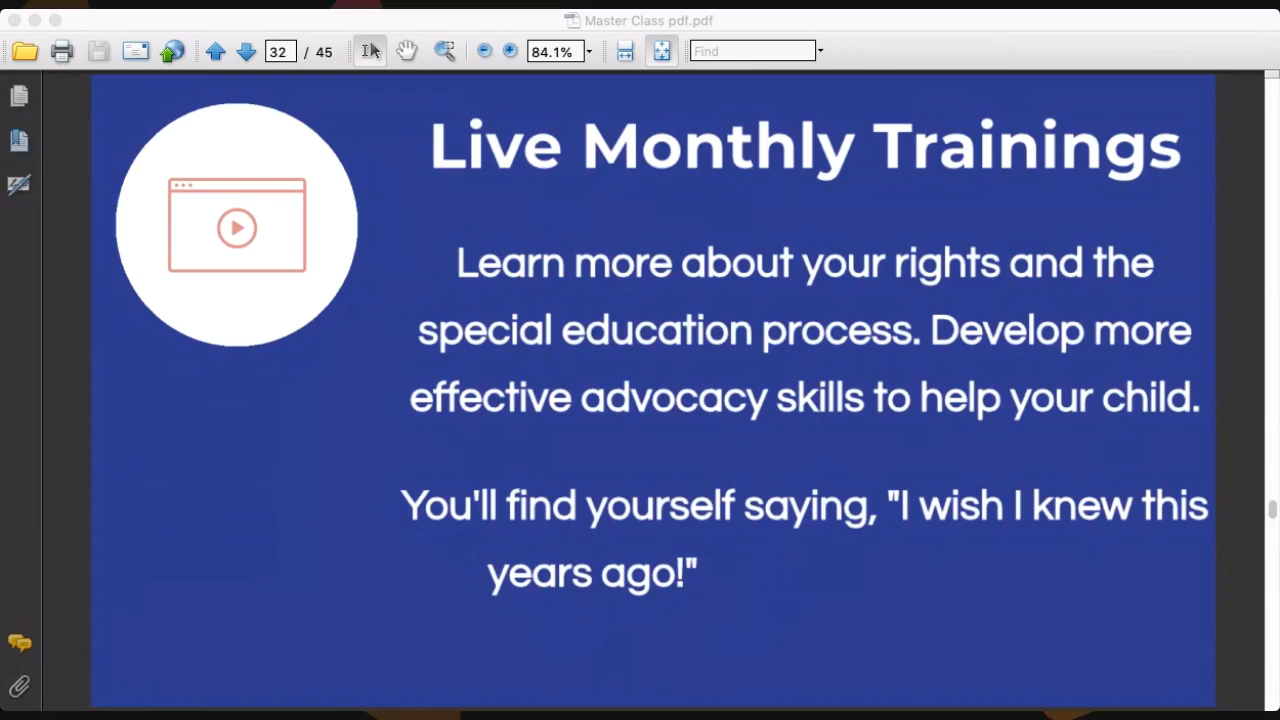 Master Class pdf.pdf
32 / 45
84.1%
Find
Live Monthly Trainings
Learn more about your rights and the
special education process. Develop more
effective advocacy skills to help your child.
You'll find yourself saying, "I wish I knew this
years ago!"